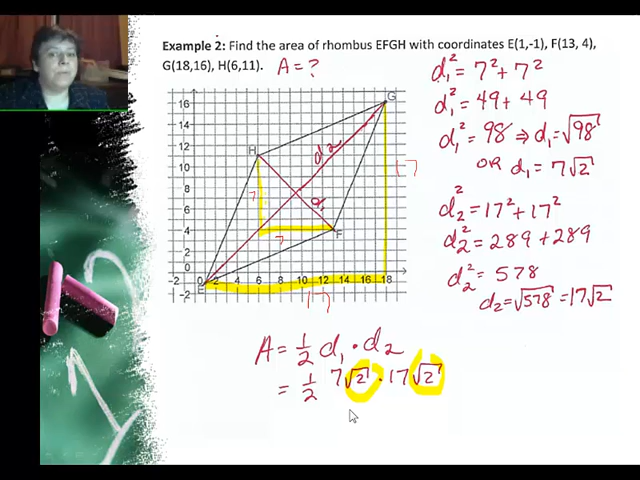 Example 2: Find the area of rhombus EFGH with coordinates E(1,-1), F(13, 4),
G(18,16), H(6,11). A = ?
d₁² = 7² + 7²
d₁² = 49 + 49
d₁² = 98 ⇒ d₁ = √98
OR d₁ = 7√2
d₂² = 17² + 17²
d₂² = 289 + 289
d₂² = 578
d₂ = √578 = 17√2
G
16
14
12
H
10
8
6
4
2
0
-2
d₂
d₁
7
7
F
17
E
0 2 4 6 8 10 12 14 16 18
17
A = ½ d₁ · d₂
= ½ 7√2 · 17√2